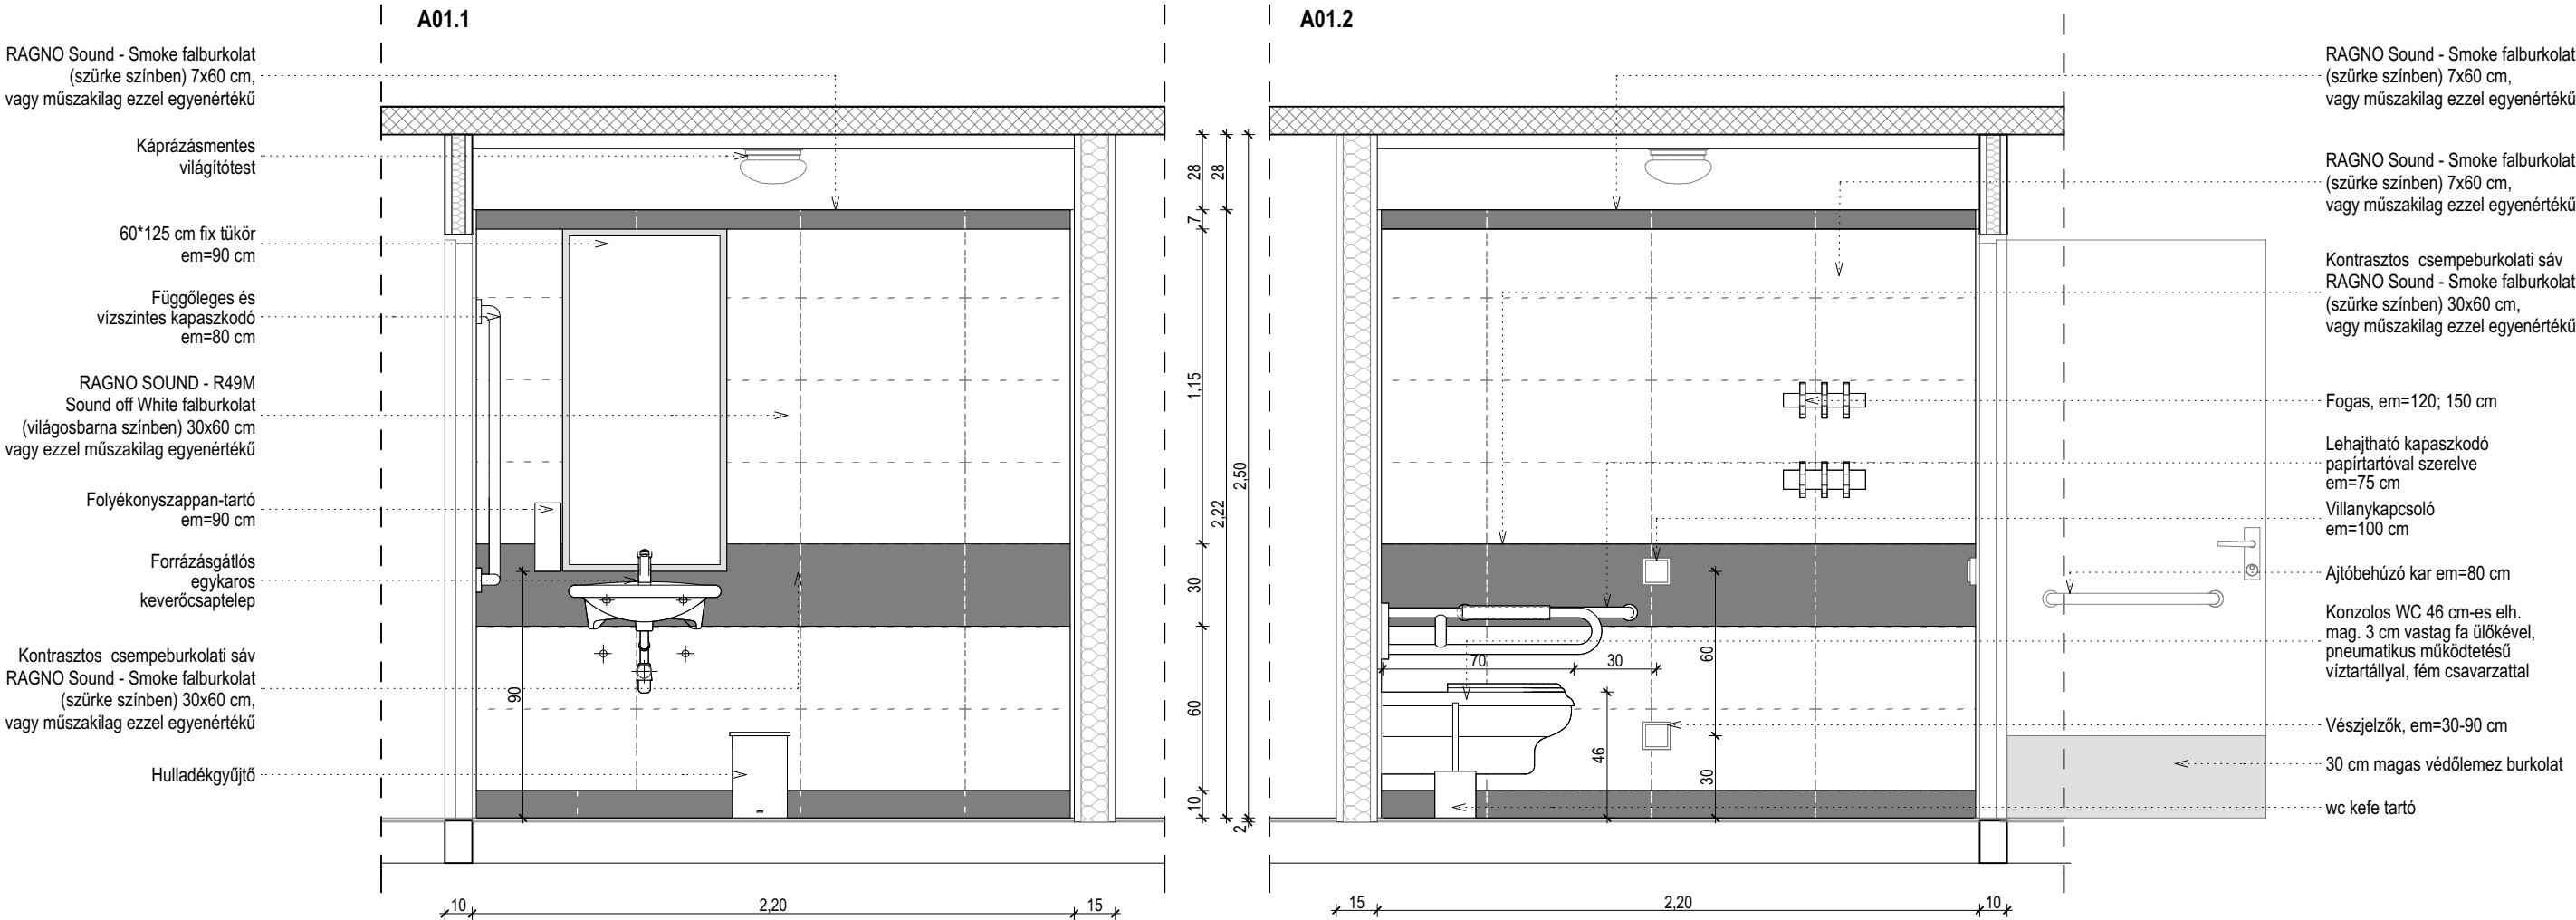 A01.1
RAGNO Sound - Smoke falburkolat
(szürke színben) 7x60 cm,
vagy műszakilag ezzel egyenértékű
Káprázásmentes
világítótest
60*125 cm fix tükör
em=90 cm
Függőleges és
vízszintes kapaszkodó
em=80 cm
RAGNO SOUND - R49M
Sound off White falburkolat
(világosbarna színben) 30x60 cm
vagy ezzel műszakilag egyenértékű
Folyékonyszappan-tartó
em=90 cm
Forrázásgátlós
egykaros
keverőcsaptelep
Kontrasztos csempeburkolati sáv
RAGNO Sound - Smoke falburkolat
(szürke színben) 30x60 cm,
vagy műszakilag ezzel egyenértékű
Hulladékgyűjtő
90
10
2,20
15
28
7
1,15
30
60
10
28
2,22
2
2,50
A01.2
70
30
60
46
30
15
2,20
10
RAGNO Sound - Smoke falburkolat
(szürke színben) 7x60 cm,
vagy műszakilag ezzel egyenértékű
RAGNO Sound - Smoke falburkolat
(szürke színben) 7x60 cm,
vagy műszakilag ezzel egyenértékű
Kontrasztos csempeburkolati sáv
RAGNO Sound - Smoke falburkolat
(szürke színben) 30x60 cm,
vagy műszakilag ezzel egyenértékű
Fogas, em=120; 150 cm
Lehajtható kapaszkodó
papírtartóval szerelve
em=75 cm
Villanykapcsoló
em=100 cm
Ajtóbehúzó kar em=80 cm
Konzolos WC 46 cm-es elh.
mag. 3 cm vastag fa ülőkével,
pneumatikus működtetésű
víztartállyal, fém csavarzattal
Vészjelzők, em=30-90 cm
30 cm magas védőlemez burkolat
wc kefe tartó